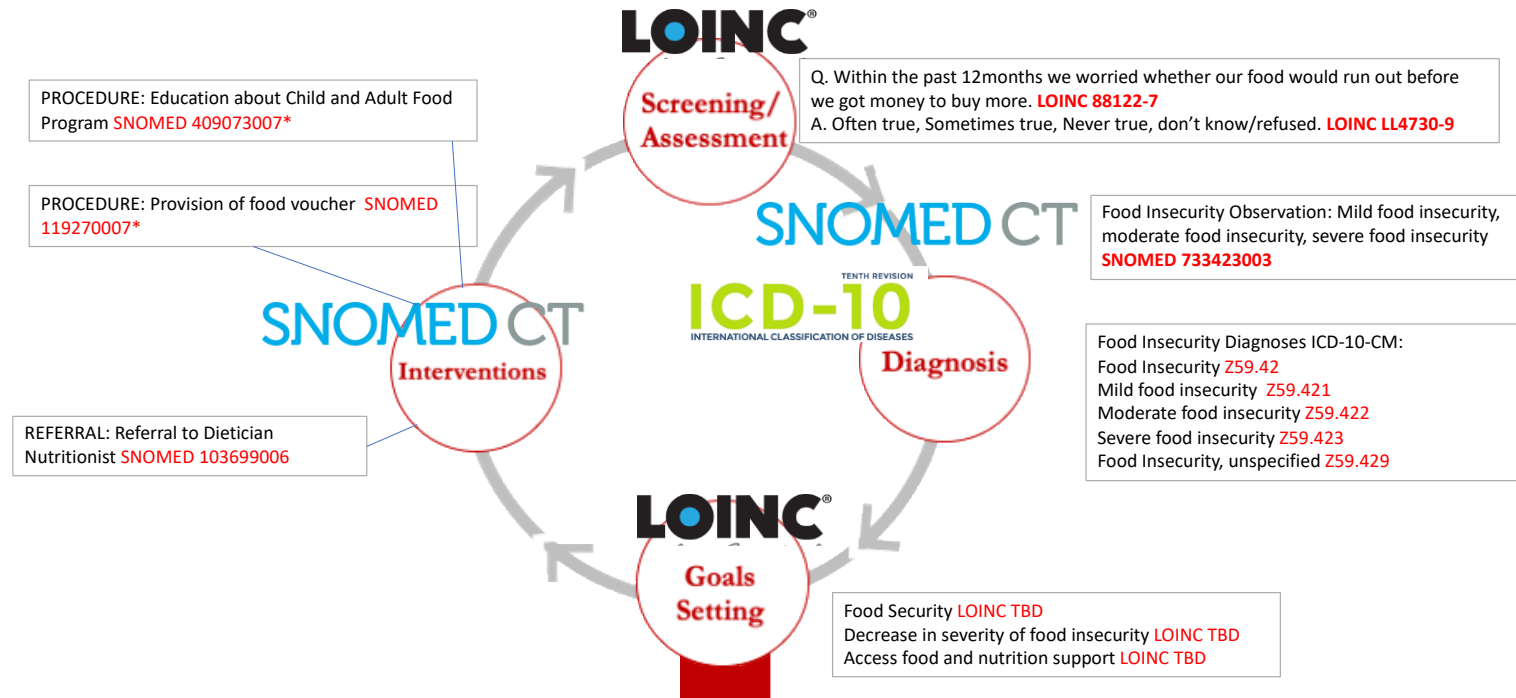 LOINC®
Screening/
Assessment
Q. Within the past 12months we worried whether our food would run out before
we got money to buy more. LOINC 88122-7
A. Often true, Sometimes true, Never true, don’t know/refused. LOINC LL4730-9
PROCEDURE: Education about Child and Adult Food
Program SNOMED 409073007*
PROCEDURE: Provision of food voucher SNOMED
119270007*
SNOMED CT
Food Insecurity Observation: Mild food insecurity,
moderate food insecurity, severe food insecurity
SNOMED 733423003
TENTH REVISION
ICD-10
INTERNATIONAL CLASSIFICATION OF DISEASES
Diagnosis
Food Insecurity Diagnoses ICD-10-CM:
Food Insecurity Z59.42
Mild food insecurity Z59.421
Moderate food insecurity Z59.422
Severe food insecurity Z59.423
Food Insecurity, unspecified Z59.429
SNOMED CT
Interventions
REFERRAL: Referral to Dietician
Nutritionist SNOMED 103699006
LOINC®
Goals
Setting
Food Security LOINC TBD
Decrease in severity of food insecurity LOINC TBD
Access food and nutrition support LOINC TBD